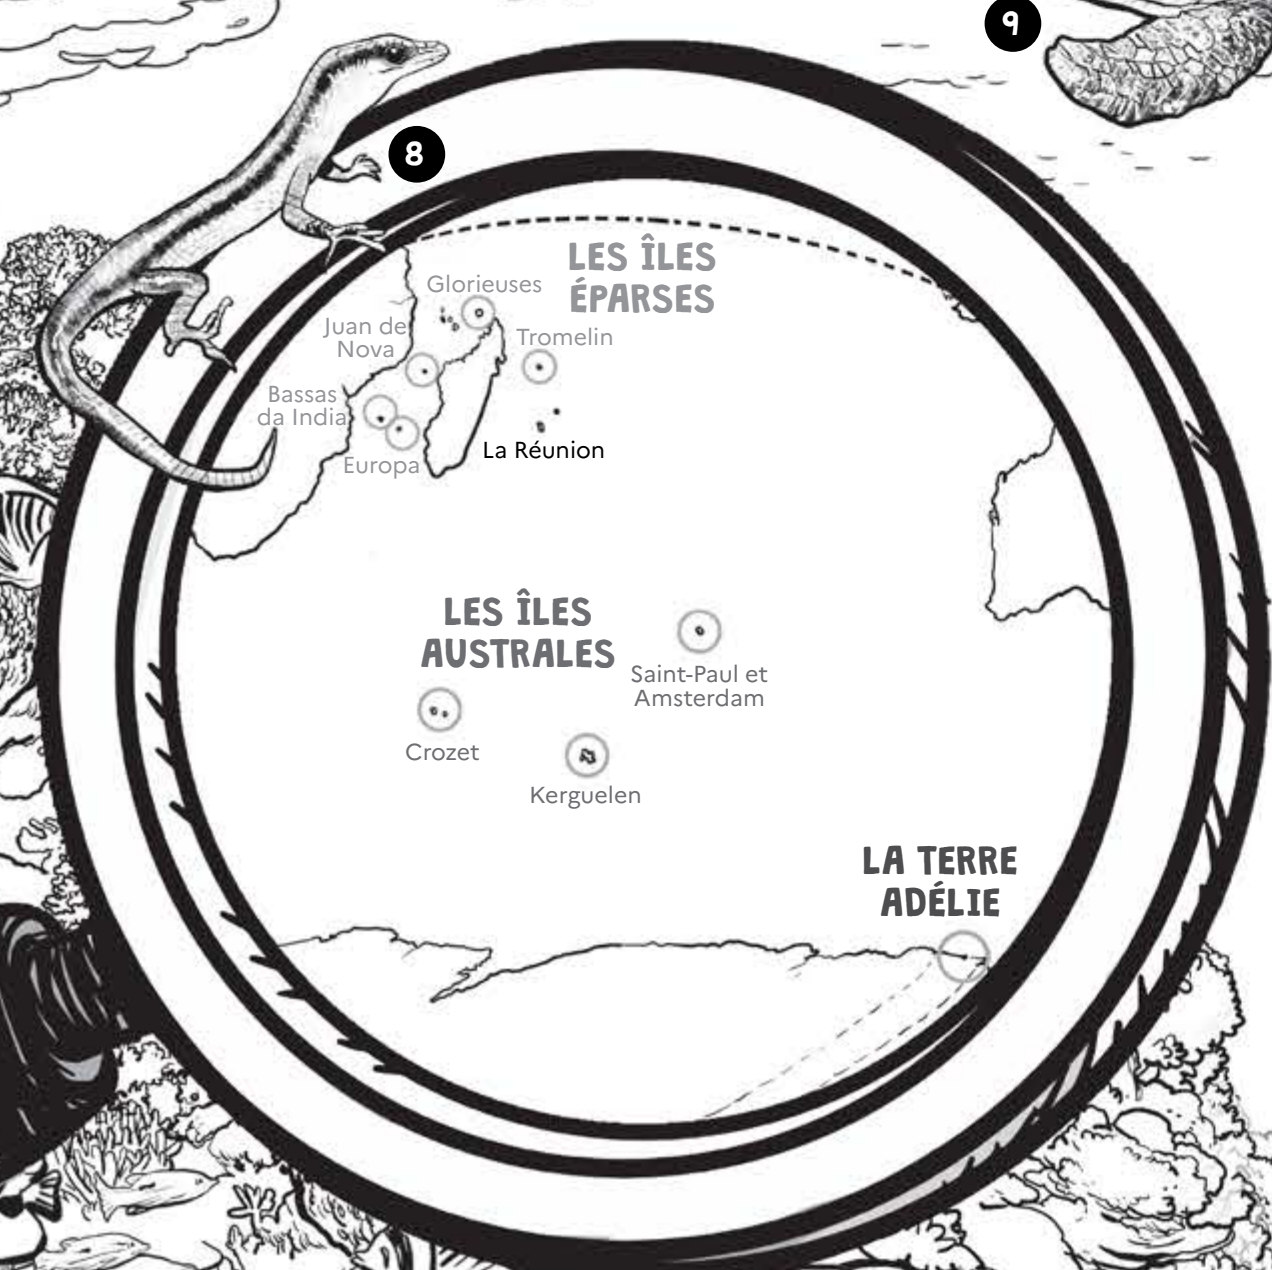 9
8
LES ÎLES
ÉPARSES
Glorieuses
Juan de
Nova
Tromelin
Bassas
da India
La Réunion
Europa
LES ÎLES
AUSTRALES
Saint-Paul et
Amsterdam
Crozet
Kerguelen
LA TERRE
ADÉLIE